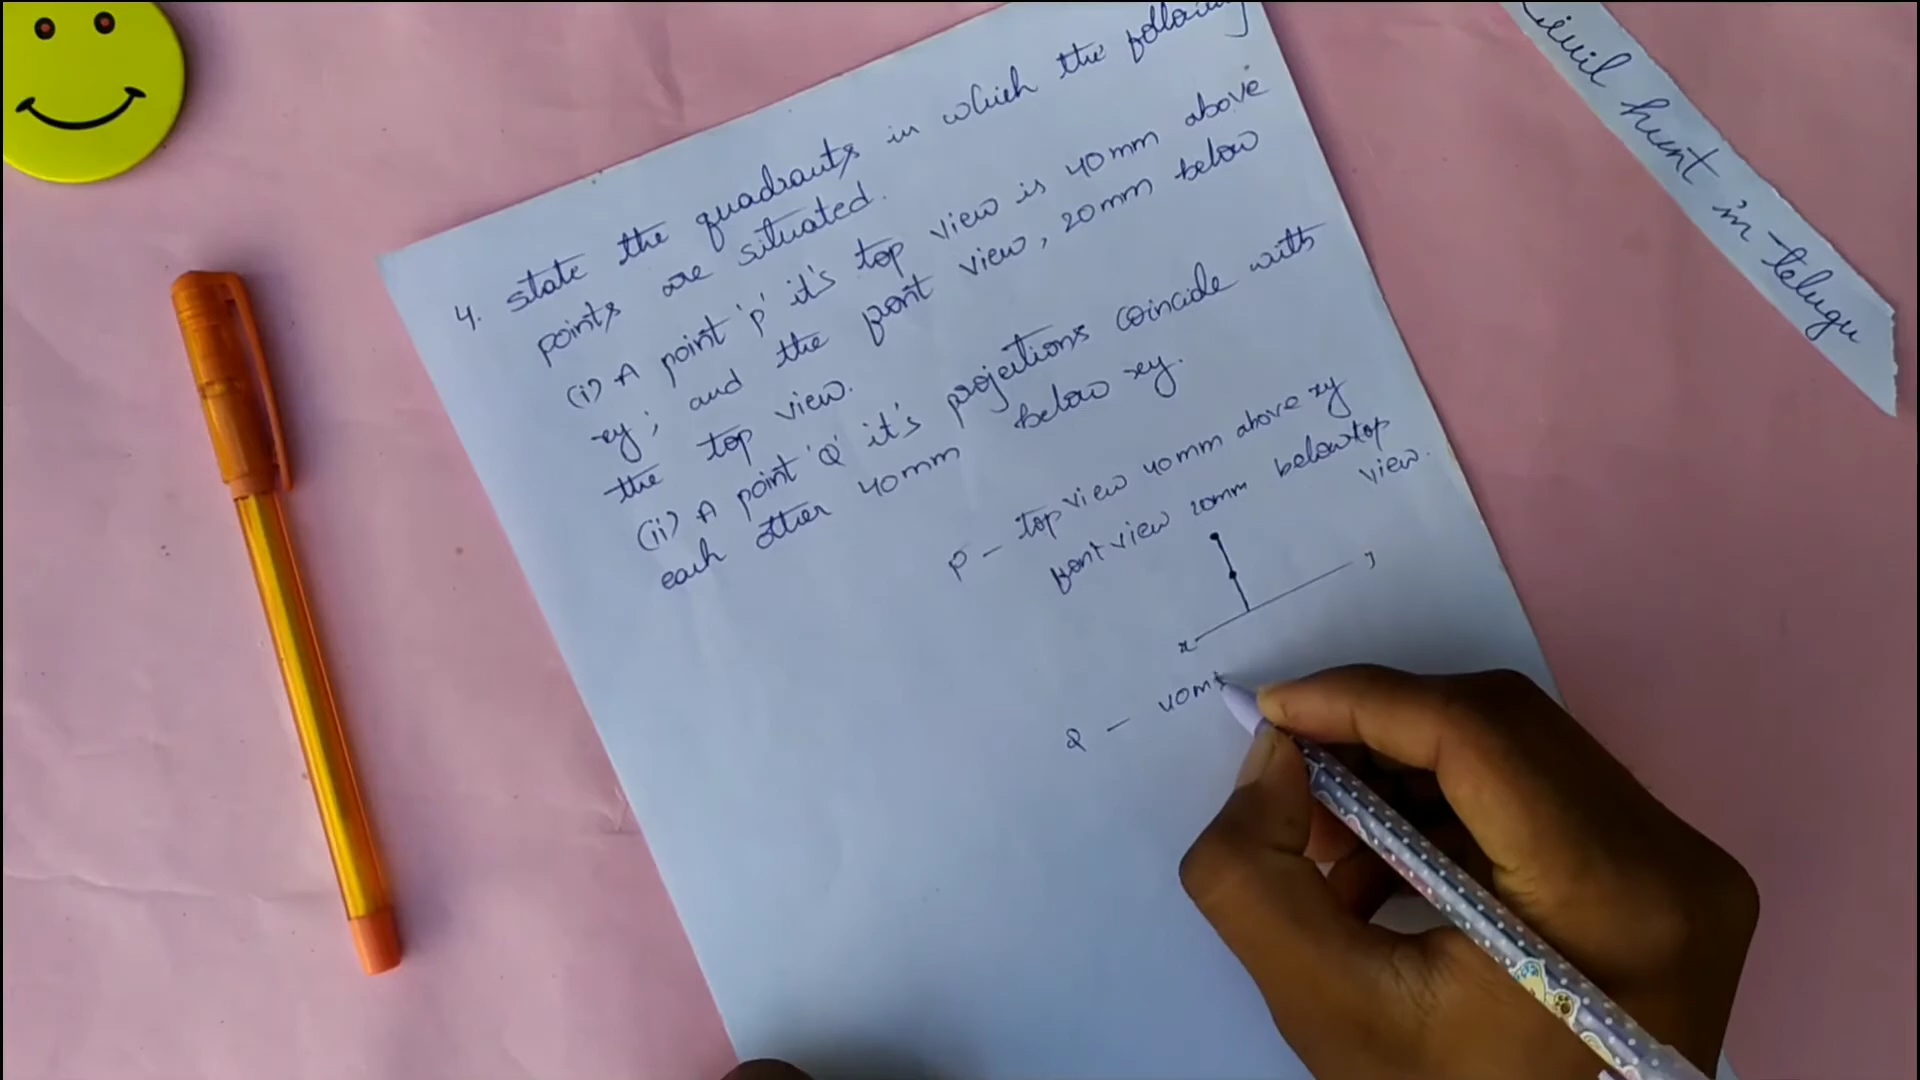 4. state the quadrants in which the following
points are situated.
(i) A point 'P' it's top view is 40mm above
xy; and the front view, 20mm below
the top view.
(ii) A point 'Q' it's projections coincide with
each other 40mm below xy.
P - top view 40mm above xy
front view 20mm below top
view.
x y
Q - 40m
Civil hunt in telugu